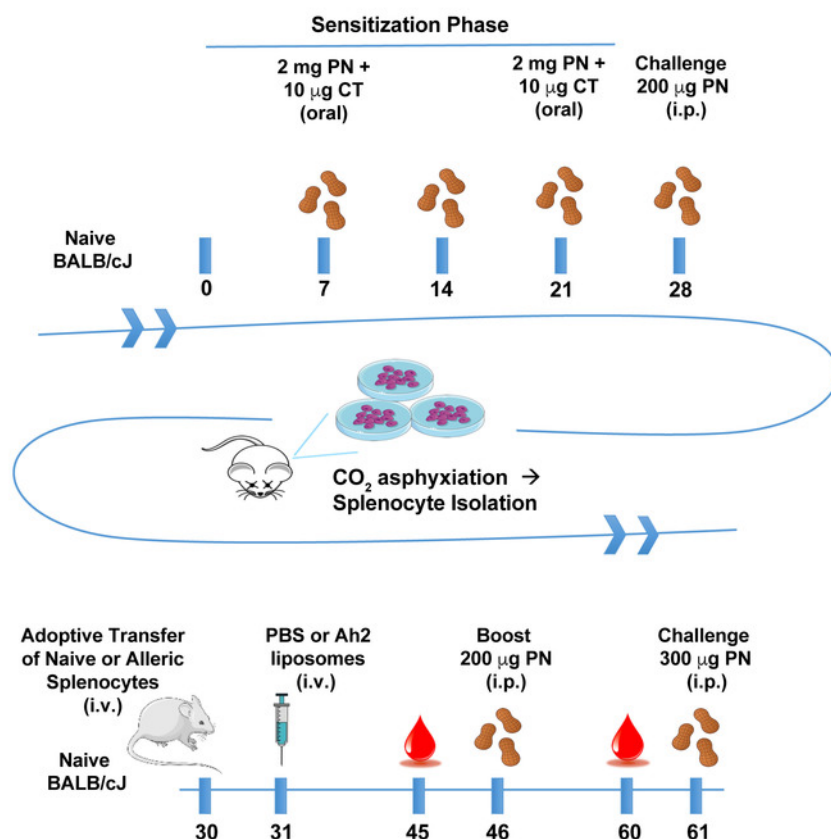 Sensitization Phase
2 mg PN +
10 μg CT
(oral)
2 mg PN +
10 μg CT
(oral)
Challenge
200 μg PN
(i.p.)
Naive
BALB/cJ
0
7
14
21
28
CO2 asphyxiation →
Splenocyte Isolation
Adoptive Transfer
of Naive or Alleric
Splenocytes
(i.v.)
PBS or Ah2
liposomes
(i.v.)
Boost
200 μg PN
(i.p.)
Challenge
300 μg PN
(i.p.)
Naive
BALB/cJ
30
31
45
46
60
61